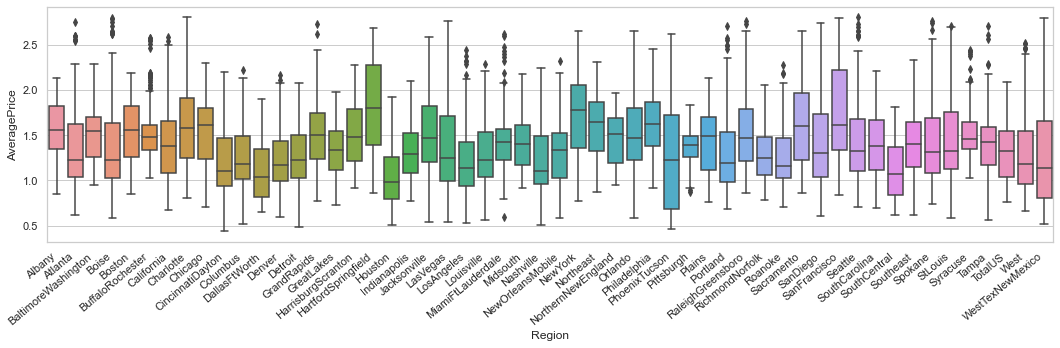 AveragePrice
2.5
2.0
1.5
1.0
0.5
Albany
Atlanta
BaltimoreWashington
Boise
Boston
BuffaloRochester
California
Charlotte
Chicago
CincinnatiDayton
Columbus
DallasFtWorth
Denver
Detroit
GrandRapids
GreatLakes
HarrisburgScranton
HartfordSpringfield
Houston
Indianapolis
Jacksonville
LasVegas
LosAngeles
Louisville
MiamiFtLauderdale
Midsouth
Nashville
NewOrleansMobile
NewYork
Northeast
NorthernNewEngland
Orlando
Philadelphia
PhoenixTucson
Pittsburgh
Plains
Portland
RaleighGreensboro
RichmondNorfolk
Roanoke
Sacramento
SanDiego
SanFrancisco
Seattle
SouthCarolina
SouthCentral
Southeast
Spokane
StLouis
Syracuse
Tampa
TotalUS
West
WestTexNewMexico
Region